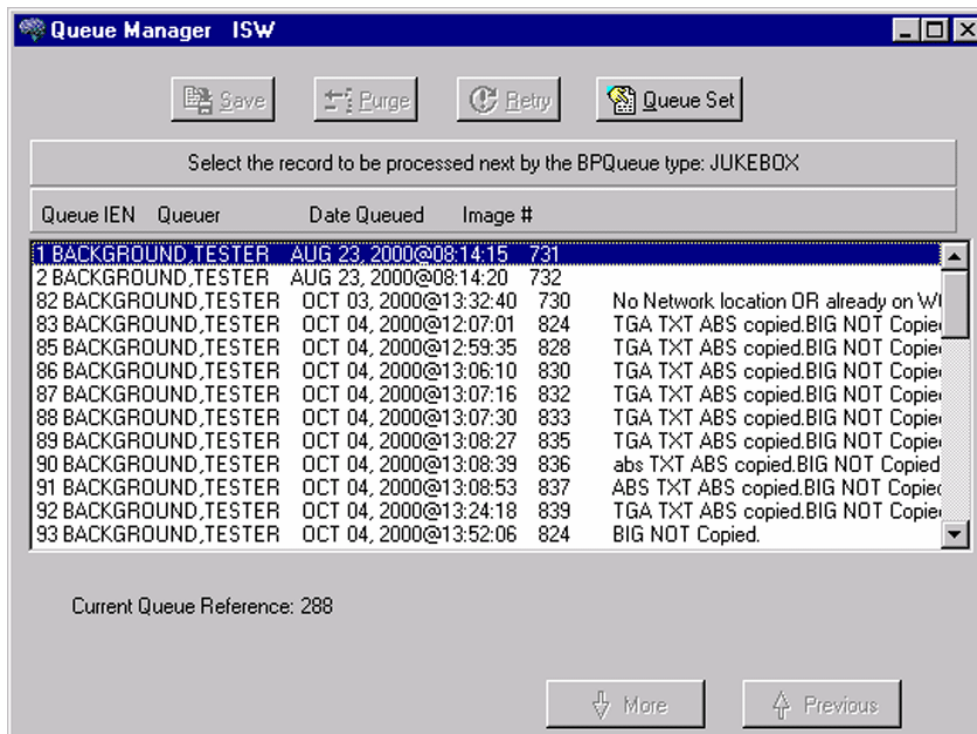 Queue Manager ISW
Save Purge Retry Queue Set
Select the record to be processed next by the BPQueue type: JUKEBOX
Queue IEN Queuer Date Queued Image #
1 BACKGROUND,TESTER AUG 23, 2000@08:14:15 731
2 BACKGROUND,TESTER AUG 23, 2000@08:14:20 732
82 BACKGROUND,TESTER OCT 03, 2000@13:32:40 730 No Network location OR already on
83 BACKGROUND,TESTER OCT 04, 2000@12:07:01 824 TGA TXT ABS copied.BIG NOT Copied
85 BACKGROUND,TESTER OCT 04, 2000@12:59:35 828 TGA TXT ABS copied.BIG NOT Copied
86 BACKGROUND,TESTER OCT 04, 2000@13:06:10 830 TGA TXT ABS copied.BIG NOT Copied
87 BACKGROUND,TESTER OCT 04, 2000@13:07:16 832 TGA TXT ABS copied.BIG NOT Copied
88 BACKGROUND,TESTER OCT 04, 2000@13:07:30 833 TGA TXT ABS copied.BIG NOT Copied
89 BACKGROUND,TESTER OCT 04, 2000@13:08:27 835 TGA TXT ABS copied.BIG NOT Copied
90 BACKGROUND,TESTER OCT 04, 2000@13:08:39 836 abs TXT ABS copied.BIG NOT Copied
91 BACKGROUND,TESTER OCT 04, 2000@13:08:53 837 ABS TXT ABS copied.BIG NOT Copied
92 BACKGROUND,TESTER OCT 04, 2000@13:24:18 839 TGA TXT ABS copied.BIG NOT Copied
93 BACKGROUND,TESTER OCT 04, 2000@13:52:06 824 BIG NOT Copied.
Current Queue Reference: 288
More Previous